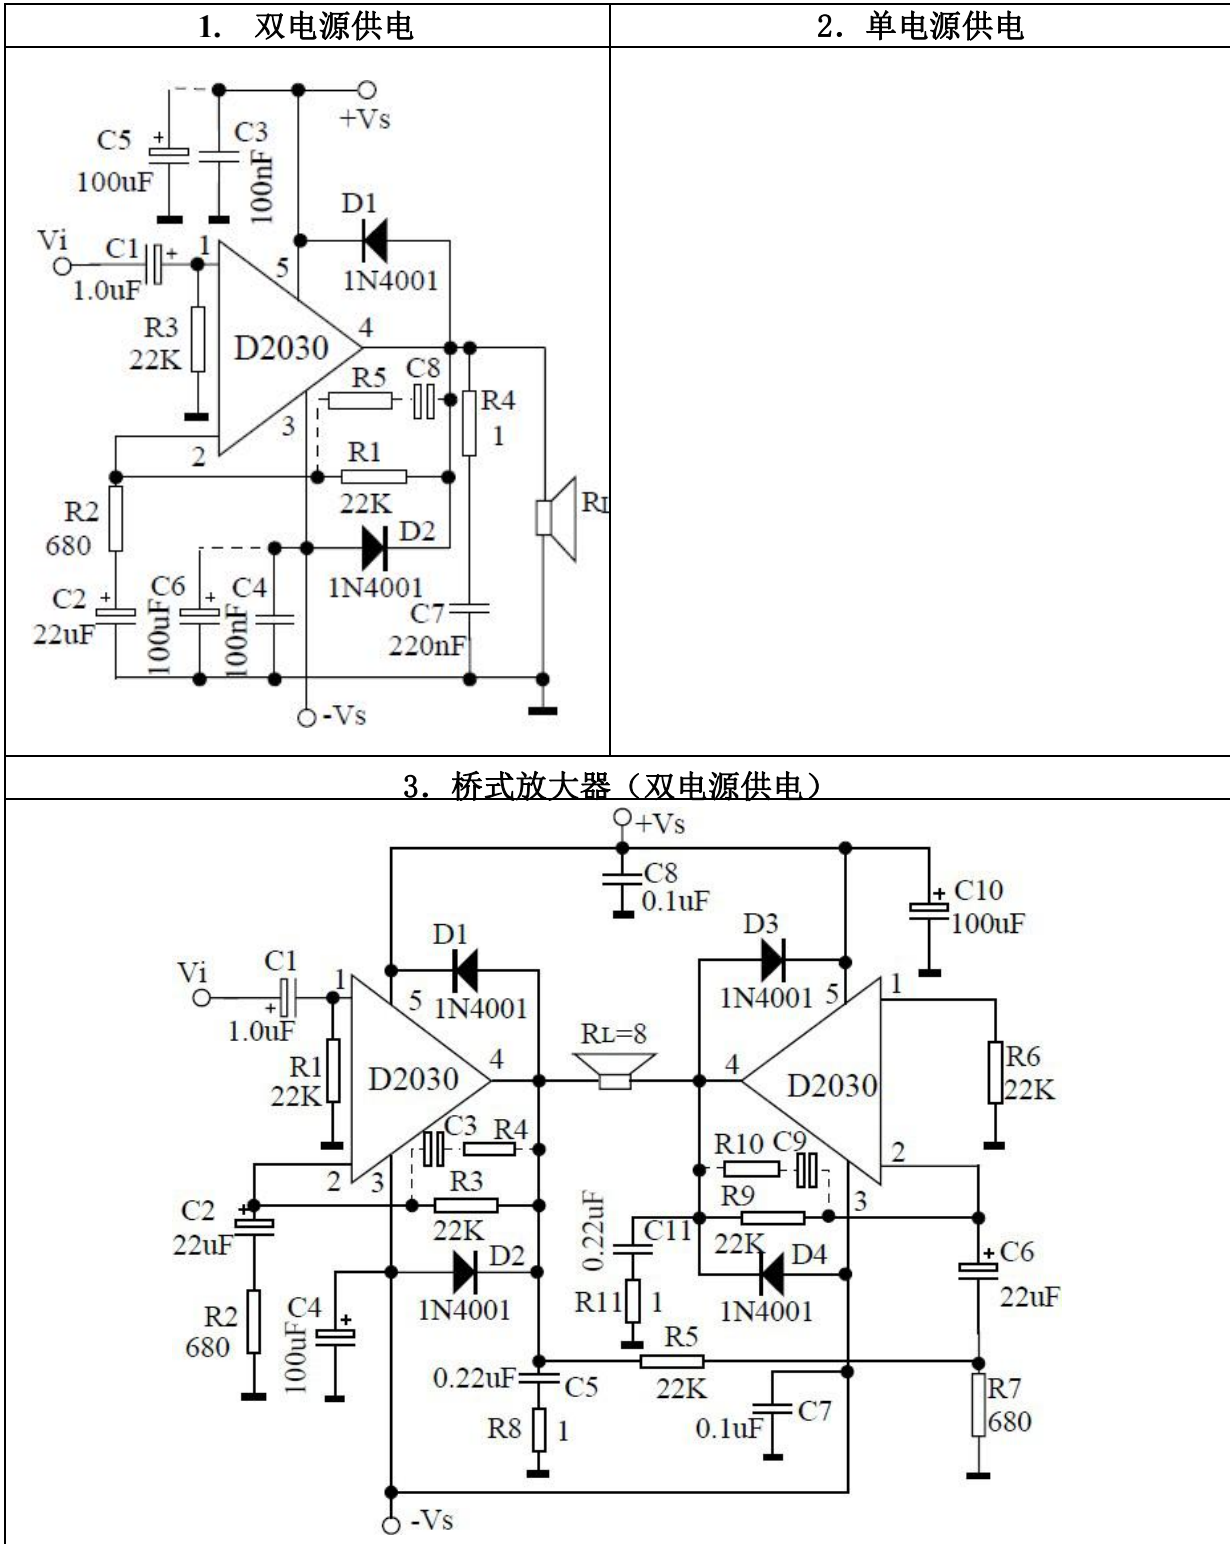 1. 双电源供电
2. 单电源供电
+Vs
C5
+
100uF
C3
100nF
D1
1N4001
Vi
C1
+
1.0uF
1
5
R3
22K
D2030
4
R5
C8
R4
1
3
2
R1
22K
R2
680
D2
1N4001
RL
C2
+
22uF
C6
+
100uF
C4
100nF
C7
220nF
-Vs
3. 桥式放大器（双电源供电）
+Vs
C8
0.1uF
C10
+
100uF
D1
1N4001
D3
1N4001
Vi
C1
+
1.0uF
1
5
5
1
R1
22K
D2030
4
RL=8
4
D2030
R6
22K
C3
R4
R10
C9
2
3
R3
22K
R9
22K
3
2
C2
+
22uF
D2
1N4001
0.22uF
C11
D4
1N4001
C6
+
22uF
R2
680
C4
+
100uF
R11
1
R5
22K
0.22uF
C5
R8
1
0.1uF
C7
R7
680
-Vs